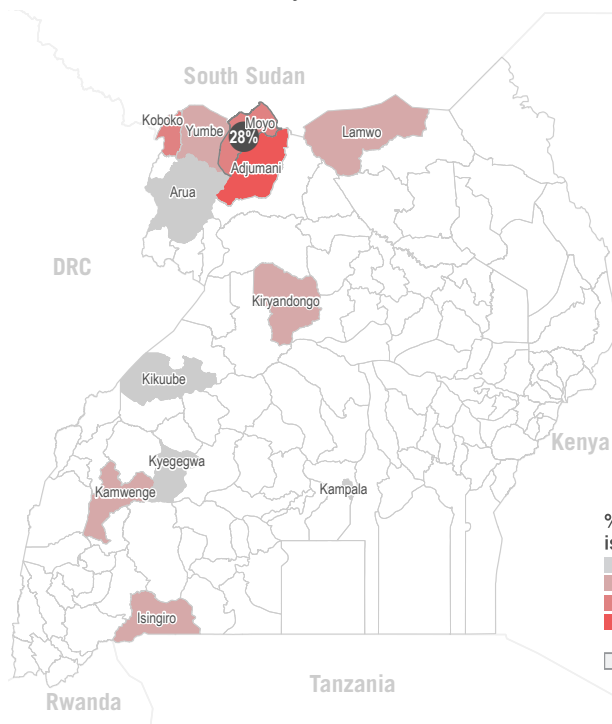 South Sudan
Koboko
Yumbe
Moyo
28%
Lamwo
Adjumani
Arua
DRC
Kiryandongo
Kikuube
Kenya
Kyegegwa
Kamwenge
Kampala
%
is
Isingiro
Tanzania
Rwanda